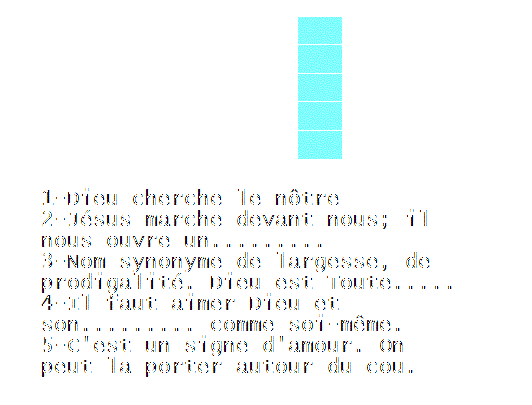 1-Dieu cherche le nôtre
2-Jésus marche devant nous; il
nous ouvre un.........
3-Nom synonyme de largesse, de
prodigalité. Dieu est Toute.....
4-Il faut aimer Dieu et
son......... comme soi-même.
5-C'est un signe d'amour. On
peut la porter autour du cou.